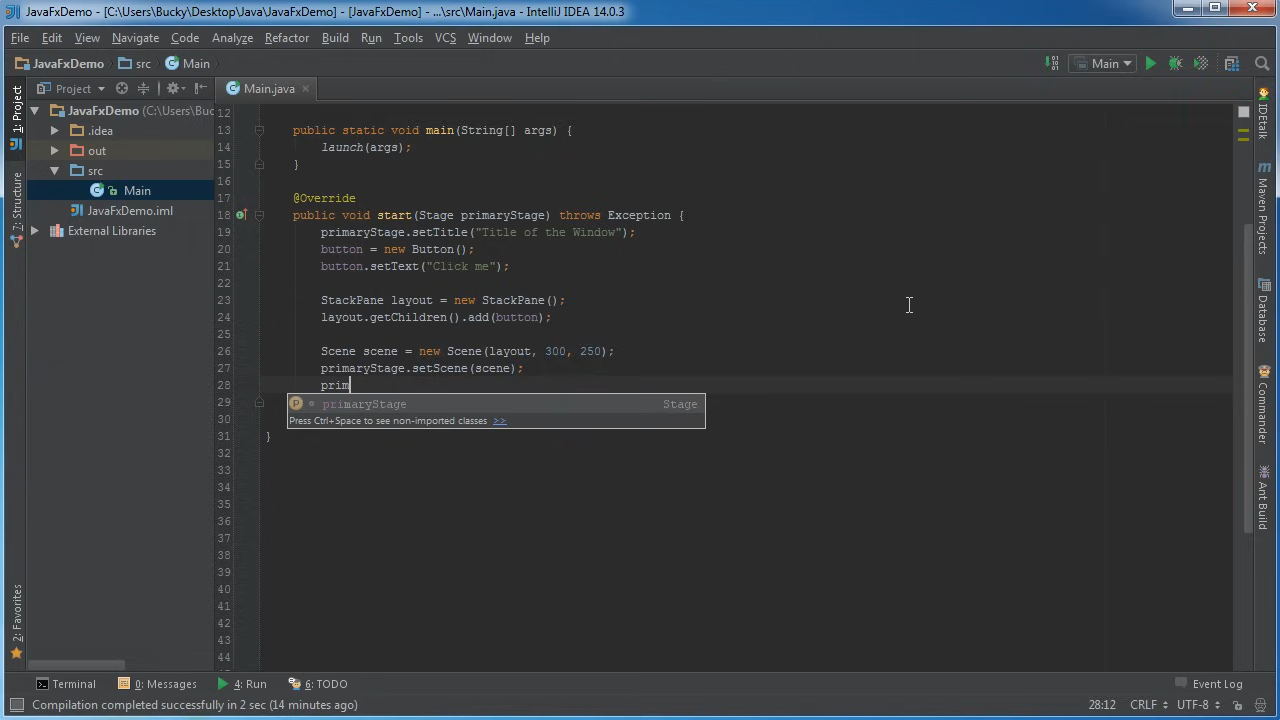 JavaFxDemo - [C:\Users\Bucky\Desktop\Java\JavaFxDemo] - [JavaFxDemo] - ...\src\Main.java - IntelliJ IDEA 14.0.3
File Edit View Navigate Code Analyze Refactor Build Run Tools VCS Window Help
JavaFxDemo src Main Main
Project Main.java
JavaFxDemo (C:\Users\Buc
.idea
out
src
Main
JavaFxDemo.iml
External Libraries
1: Project
7: Structure
2: Favorites
12
13 public static void main(String[] args) {
14 launch(args);
15 }
16
17 @Override
18 public void start(Stage primaryStage) throws Exception {
19 primaryStage.setTitle("Title of the Window");
20 button = new Button();
21 button.setText("Click me");
22
23 StackPane layout = new StackPane();
24 layout.getChildren().add(button);
25
26 Scene scene = new Scene(layout, 300, 250);
27 primaryStage.setScene(scene);
28 prim
29
30
31 }
32
33
34
35
36
37
38
39
40
41
42
43
44
primaryStage Stage
Press Ctrl+Space to see non-imported classes >>
IDEtalk
Maven Projects
Database
Commander
Ant Build
Terminal 0: Messages 4: Run 6: TODO Event Log
Compilation completed successfully in 2 sec (14 minutes ago) 28:12 CRLF UTF-8